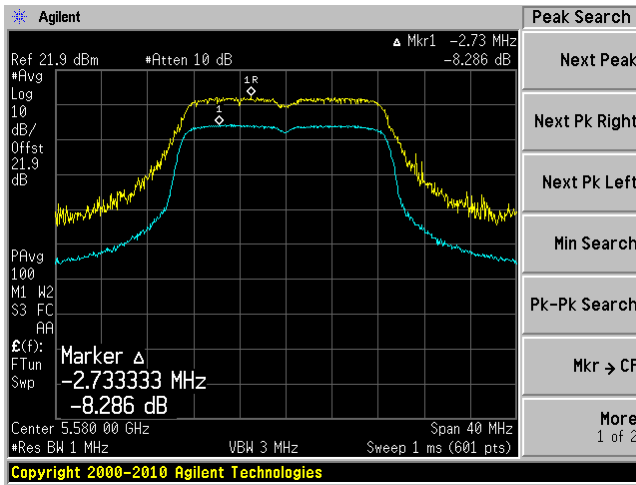 Agilent
Peak Search
▵ Mkr1 -2.73 MHz
Ref 21.9 dBm #Atten 10 dB -8.286 dB
#Avg
Log
10
dB/
Offst
21.9
dB
1R
1
PAvg
100
M1 W2
S3 FC
AA
£(f):
FTun
Swp
Marker ▵
-2.733333 MHz
-8.286 dB
Center 5.580 00 GHz Span 40 MHz
#Res BW 1 MHz VBW 3 MHz Sweep 1 ms (601 pts)
Copyright 2000-2010 Agilent Technologies
Next Peak
Next Pk Right
Next Pk Left
Min Search
Pk-Pk Search
Mkr → CF
More
1 of 2